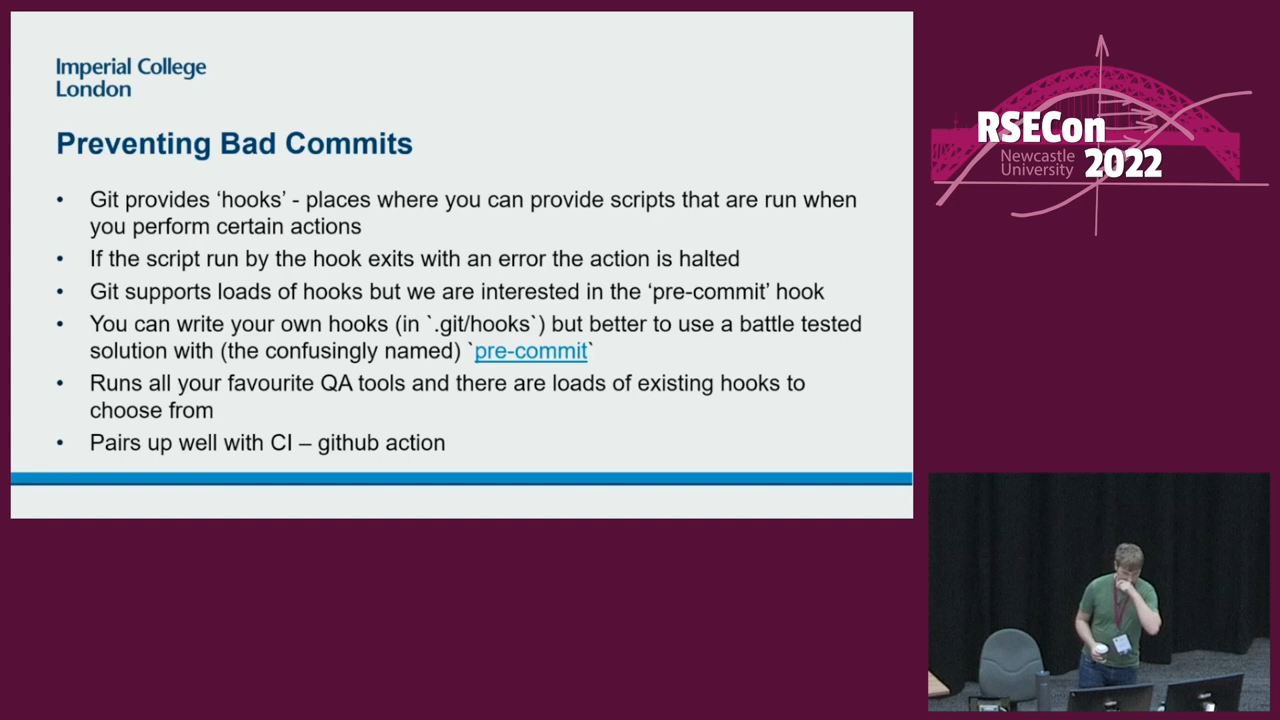 Imperial College
London
Preventing Bad Commits
• Git provides ‘hooks’ - places where you can provide scripts that are run when
you perform certain actions
• If the script run by the hook exits with an error the action is halted
• Git supports loads of hooks but we are interested in the ‘pre-commit’ hook
• You can write your own hooks (in `.git/hooks`) but better to use a battle tested
solution with (the confusingly named) `pre-commit`
• Runs all your favourite QA tools and there are loads of existing hooks to
choose from
• Pairs up well with CI – github action
RSECon
Newcastle
University
2022